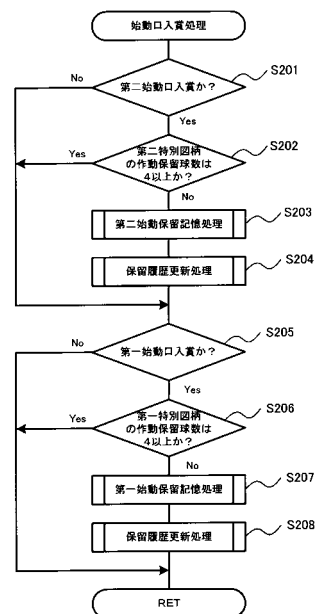 始動口入賞処理
S201
No
第二始動口入賞か？
Yes
S202
Yes
第二特別図柄
の作動保留球数は
4以上か？
No
S203
第二始動保留記憶処理
S204
保留履歴更新処理
S205
No
第一始動口入賞か？
Yes
S206
Yes
第一特別図柄
の作動保留球数は
4以上か？
No
S207
第一始動保留記憶処理
S208
保留履歴更新処理
RET